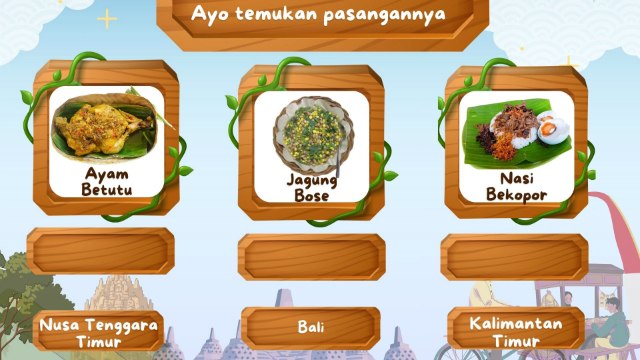 Ayo temukan pasangannya
Ayam
Betutu
Jagung
Bose
Nasi
Bekopor
Nusa Tenggara
Timur
Bali
Kalimantan
Timur